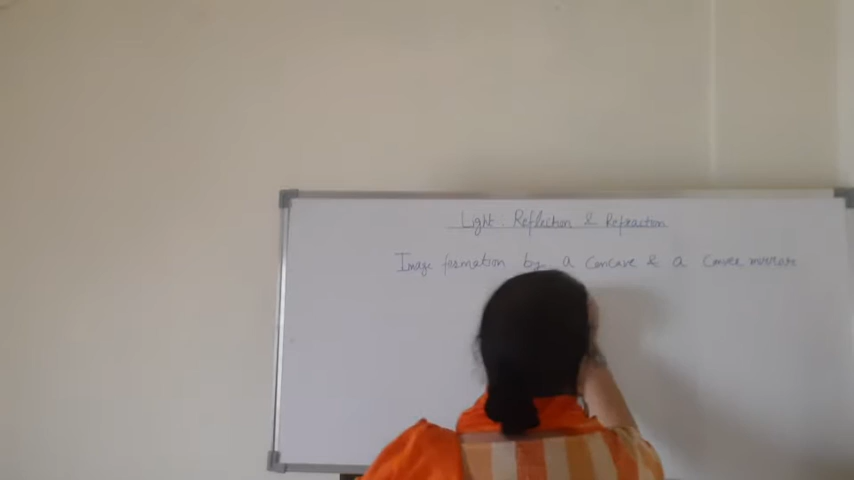 Light. Reflection & Refraction
Image formation by a Concave & a Convex mirror